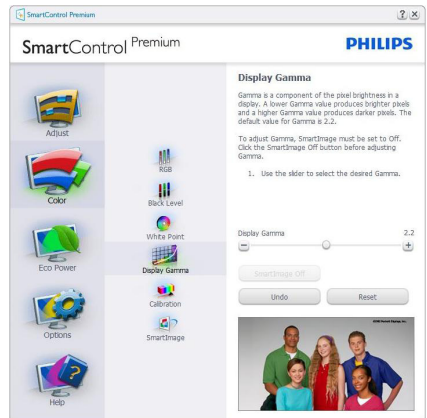 SmartControl Premium
SmartControl Premium
PHILIPS
Adjust
Color
Eco Power
Options
Help
RGB
Black Level
White Point
Display Gamma
Calibration
SmartImage
Display Gamma
Gamma is a component of the pixel brightness in a
display. A lower Gamma value produces brighter pixels
and a higher Gamma value produces darker pixels. The
default value for Gamma is 2.2.
To adjust Gamma, SmartImage must be set to Off.
Click the SmartImage Off button before adjusting
Gamma.
1. Use the slider to select the desired Gamma.
Display Gamma 2.2
SmartImage Off
Undo
Reset